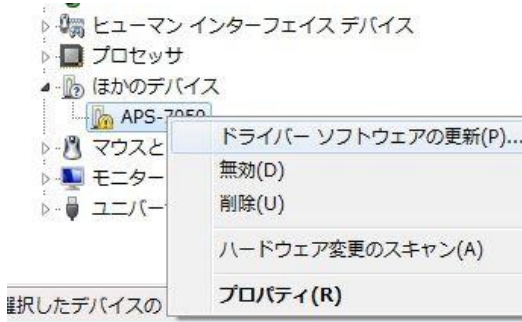 ヒューマン インターフェイス デバイス
プロセッサ
ほかのデバイス
APS-7050
マウスと
ドライバー ソフトウェアの更新(P)...
モニター
無効(D)
ユニバー
削除(U)
ハードウェア変更のスキャン(A)
選択したデバイスの
プロパティ(R)